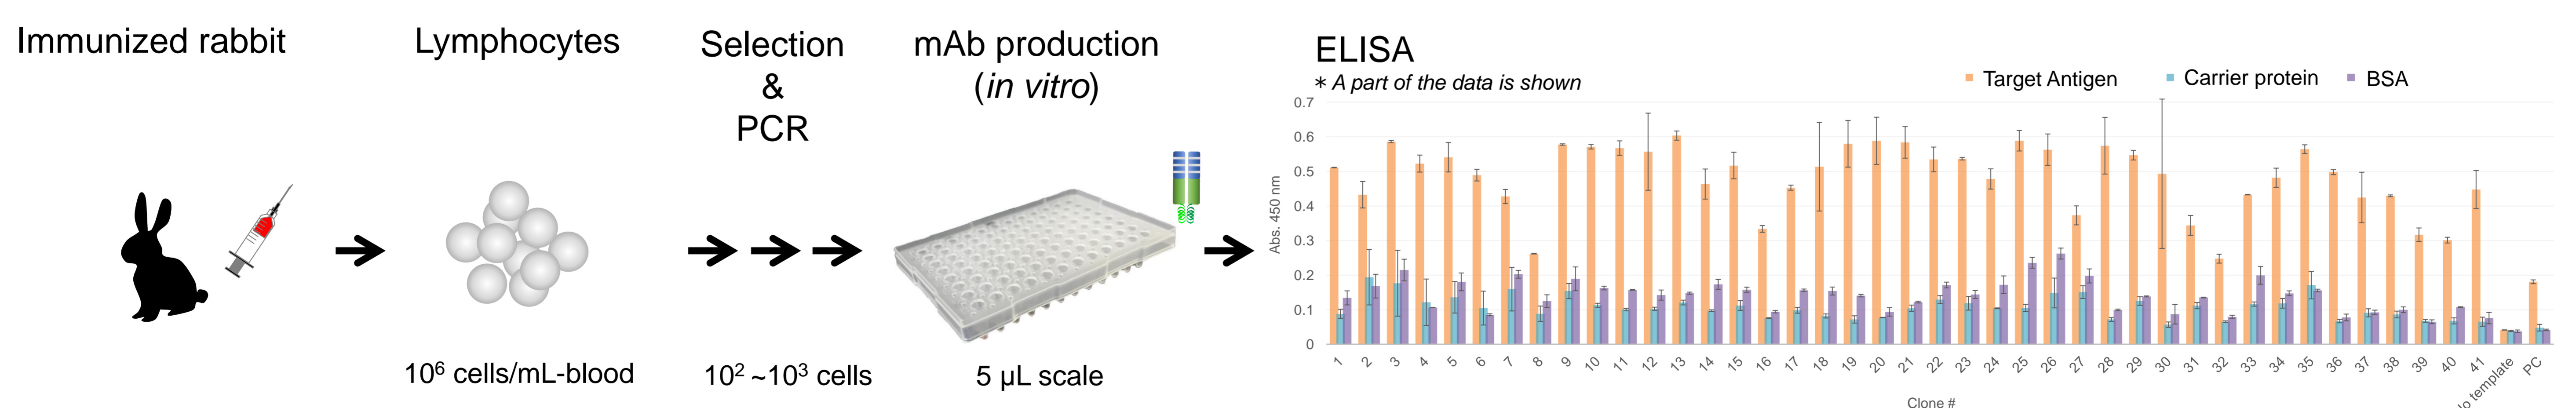 Immunized rabbit
Lymphocytes
10⁶ cells/mL-blood
Selection
&
PCR
10² ~10³ cells
mAb production
(in vitro)
5 µL scale
ELISA
* A part of the data is shown
Target Antigen
Carrier protein
BSA
Abs. 450 nm
0.7
0.6
0.5
0.4
0.3
0.2
0.1
0
1 2 3 4 5 6 7 8 9 10 11 12 13 14 15 16 17 18 19 20 21 22 23 24 25 26 27 28 29 30 31 32 33 34 35 36 37 38 39 40 41 template PC
Clone #